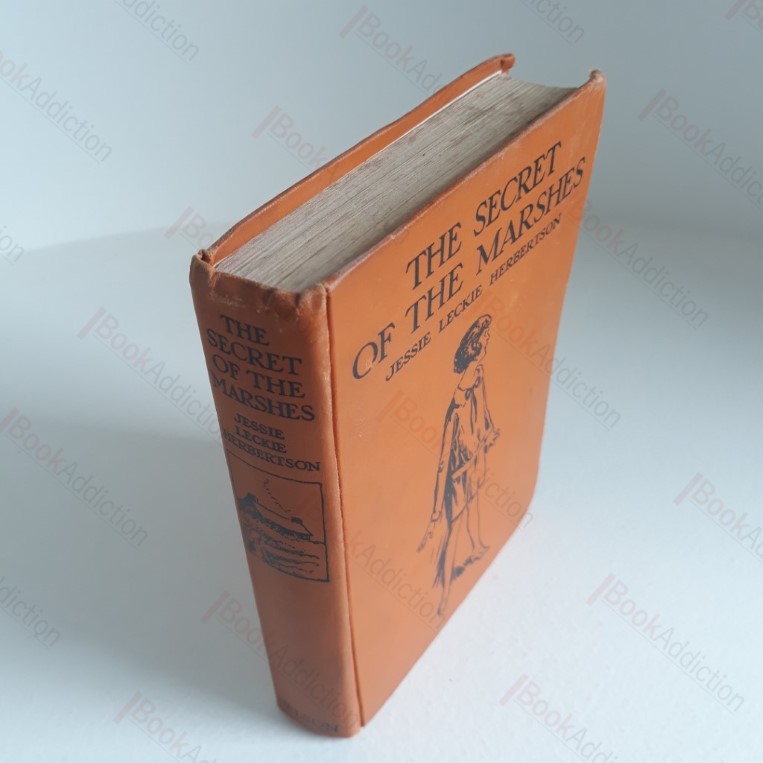 THE SECRET
OF THE MARSHES
JESSIE LECKIE HERBERTSON
THE
SECRET
OF THE
MARSHES
JESSIE
LECKIE
HERBERTSON
BookAddiction